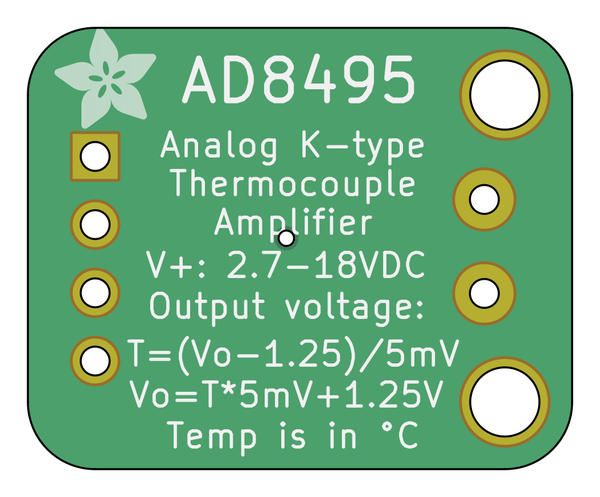 AD8495
Analog K-type
Thermocouple
Amplifier
V+: 2.7-18VDC
Output voltage:
T=(Vo-1.25)/5mV
Vo=T*5mV+1.25V
Temp is in °C